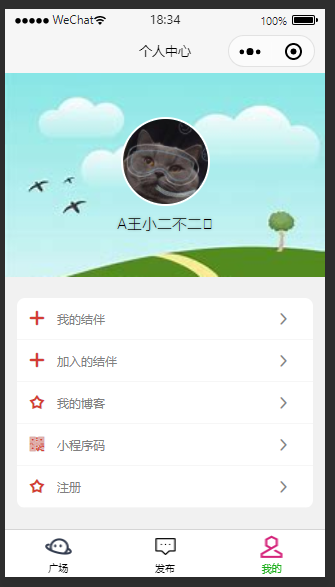 ●●●●● WeChat 18:34 100%
个人中心
A王小二不二▯
我的结伴
加入的结伴
我的博客
小程序码
注册
广场 发布 我的